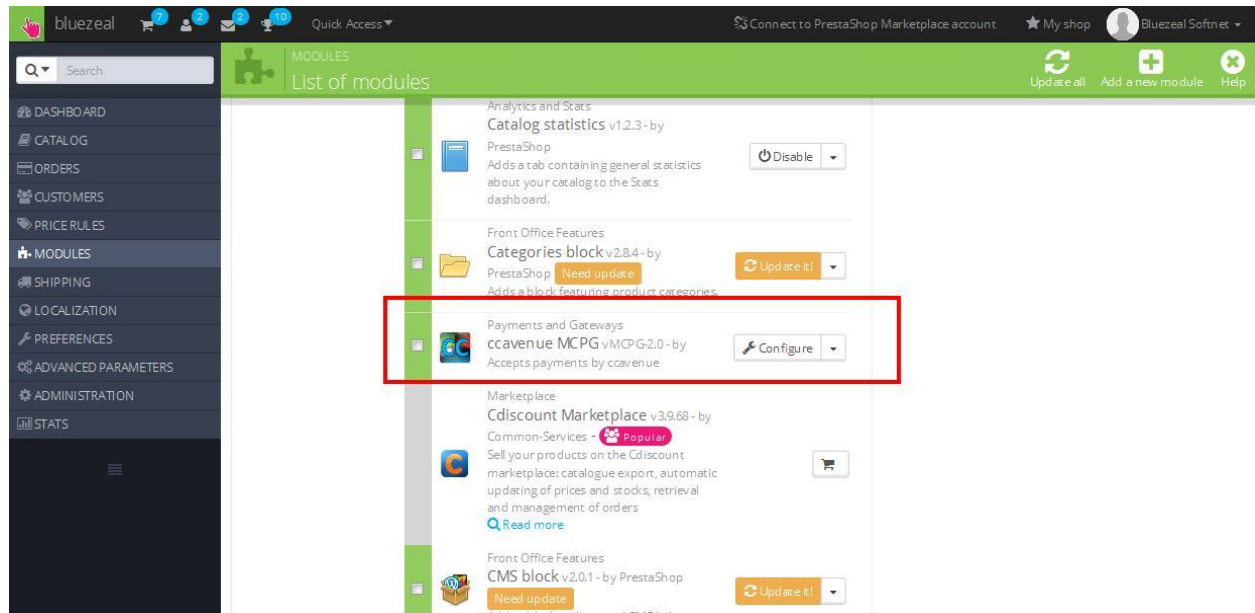 bluezeal 7 2 2 10 Quick Access Connect to PrestaShop Marketplace account My shop Bluezeal Softnet
Search
MODULES
List of modules
Update all Add a new module Help
DASHBOARD
CATALOG
ORDERS
CUSTOMERS
PRICE RULES
MODULES
SHIPPING
LOCALIZATION
PREFERENCES
ADVANCED PARAMETERS
ADMINISTRATION
STATS
Analytics and Stats
Catalog statistics v1.2.3 - by
PrestaShop
Adds a tab containing general statistics
about your catalog to the Stats
dashboard.
Disable
Front Office Features
Categories block v2.8.4 - by
PrestaShop Need update
Adds a block featuring product categories.
Update it!
Payments and Gateways
ccavenue MCPG vMCPG-2.0 - by
Accepts payments by ccavenue
Configure
Marketplace
Cdiscount Marketplace v3.9.68 - by
Common-Services - Popular
Sell your products on the Cdiscount
marketplace: catalogue export, automatic
updating of prices and stocks, retrieval
and management of orders
Read more
Front Office Features
CMS block v2.0.1 - by PrestaShop
Need update
Update it!